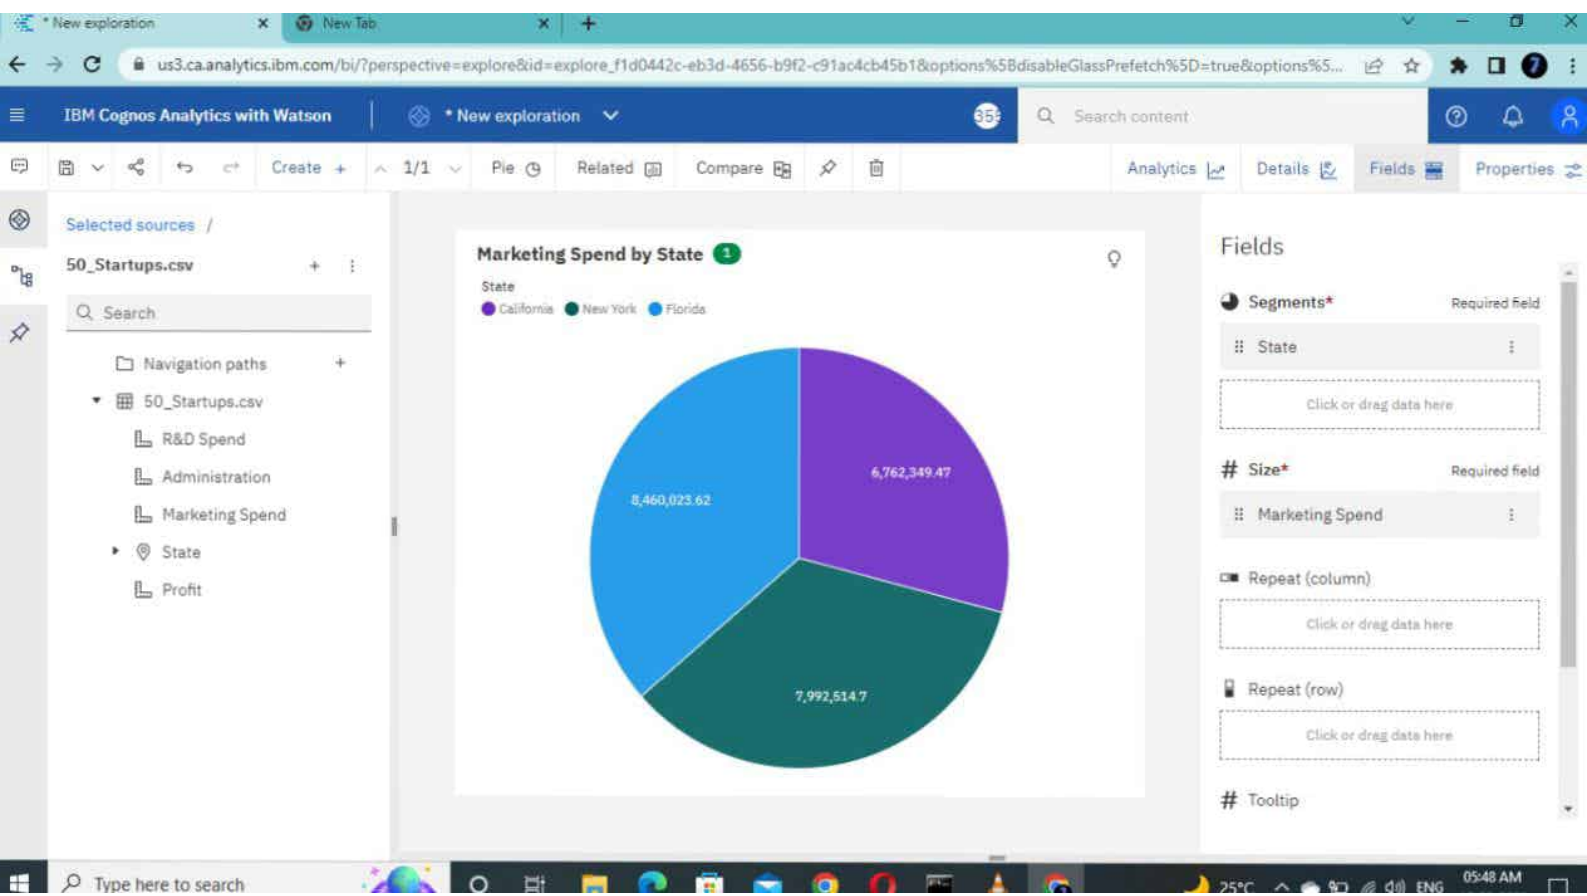 * New exploration
New Tab
us3.ca.analytics.ibm.com/bi/?perspective=explore&id=explore_f1d0442c-eb3d-4656-b9f2-c91ac4cb45b1&options%5BdisableGlassPrefetch%5D=true&options%5...
IBM Cognos Analytics with Watson
* New exploration
Search content
Create +
1/1
Pie
Related
Compare
Analytics
Details
Fields
Properties
Selected sources /
50_Startups.csv
Search
Navigation paths
50_Startups.csv
R&D Spend
Administration
Marketing Spend
State
Profit
Marketing Spend by State 1
State
California New York Florida
6,762,349.47
8,460,023.62
7,992,514.7
Fields
Segments* Required field
State
Click or drag data here
# Size* Required field
Marketing Spend
Repeat (column)
Click or drag data here
Repeat (row)
Click or drag data here
# Tooltip
Type here to search
25°C
ENG
05:48 AM